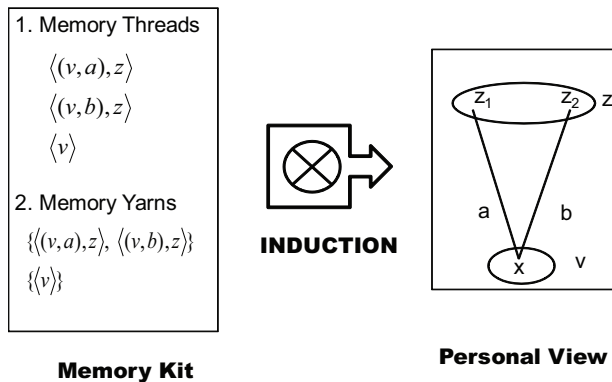 1. Memory Threads
⟨(v,a),z⟩
⟨(v,b),z⟩
⟨v⟩
2. Memory Yarns
{⟨(v,a),z⟩, ⟨(v,b),z⟩}
{⟨v⟩}
Memory Kit
INDUCTION
z₁ z₂ z
a b
x v
Personal View